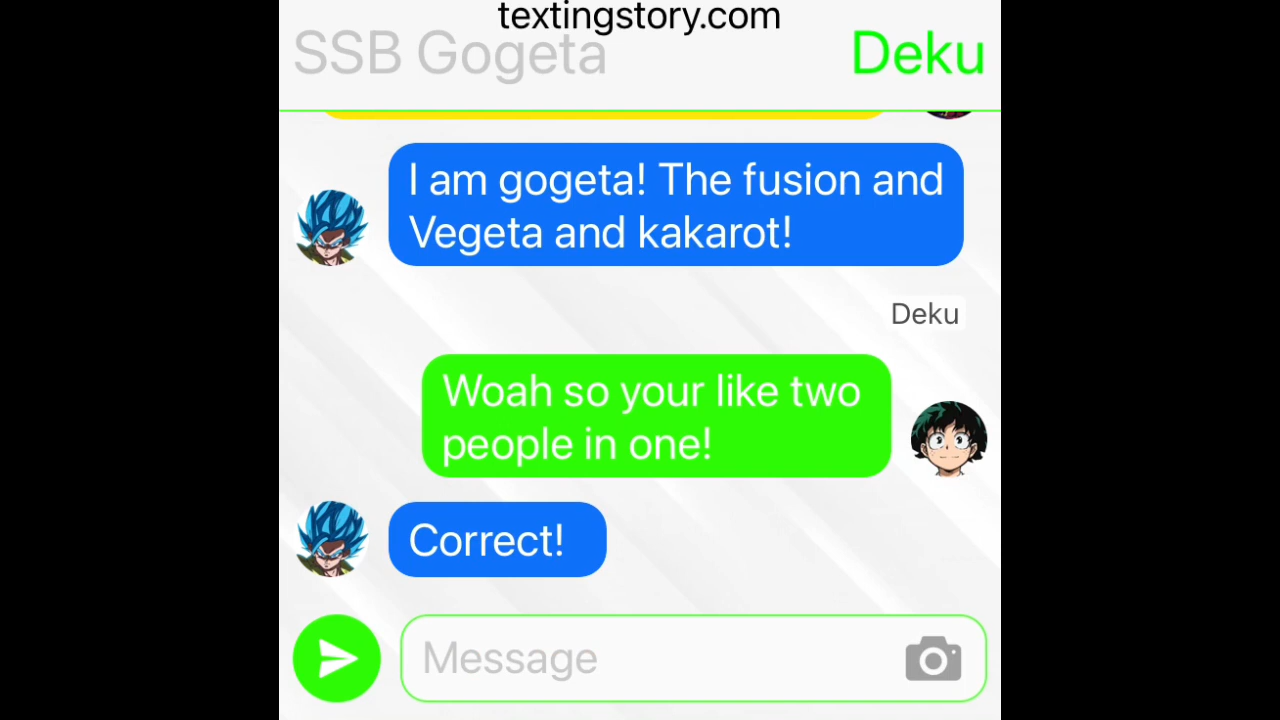 textingstory.com
SSB Gogeta
Deku
I am gogeta! The fusion and
Vegeta and kakarot!
Deku
Woah so your like two
people in one!
Correct!
Message